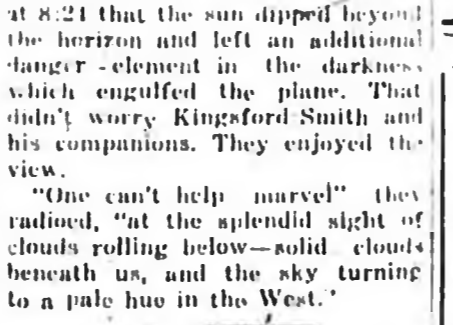 at 8:24 that the sun dipped beyond
the horizon and left an additional
danger-element in the darkness
which engulfed the plane. That
didn't worry Kingsford-Smith and
his companions. They enjoyed the
view.
"One can't help marvel" they
radioed, "at the splendid sight of
clouds rolling below—solid clouds
beneath us, and the sky turning
to a pale hue in the West."